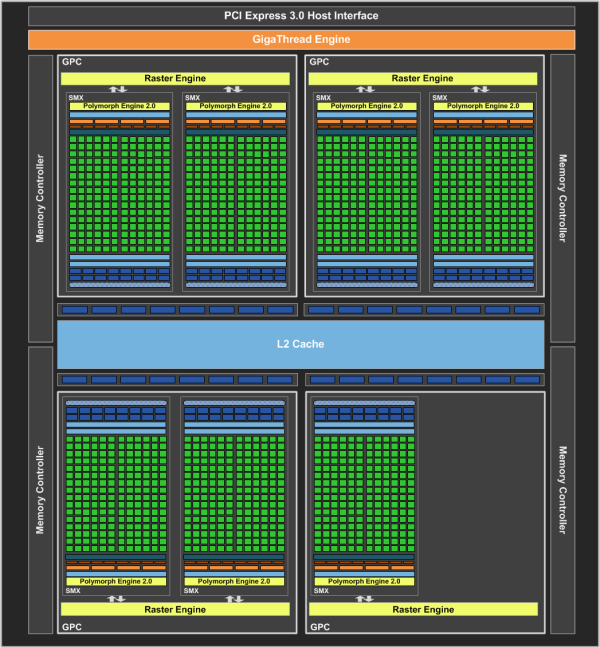 PCI Express 3.0 Host Interface
GigaThread Engine
GPC
GPC
Raster Engine
Raster Engine
SMX
SMX
SMX
SMX
Polymorph Engine 2.0
Polymorph Engine 2.0
Polymorph Engine 2.0
Polymorph Engine 2.0
Memory Controller
Memory Controller
L2 Cache
Memory Controller
Memory Controller
Polymorph Engine 2.0
Polymorph Engine 2.0
Polymorph Engine 2.0
SMX
SMX
SMX
Raster Engine
Raster Engine
GPC
GPC